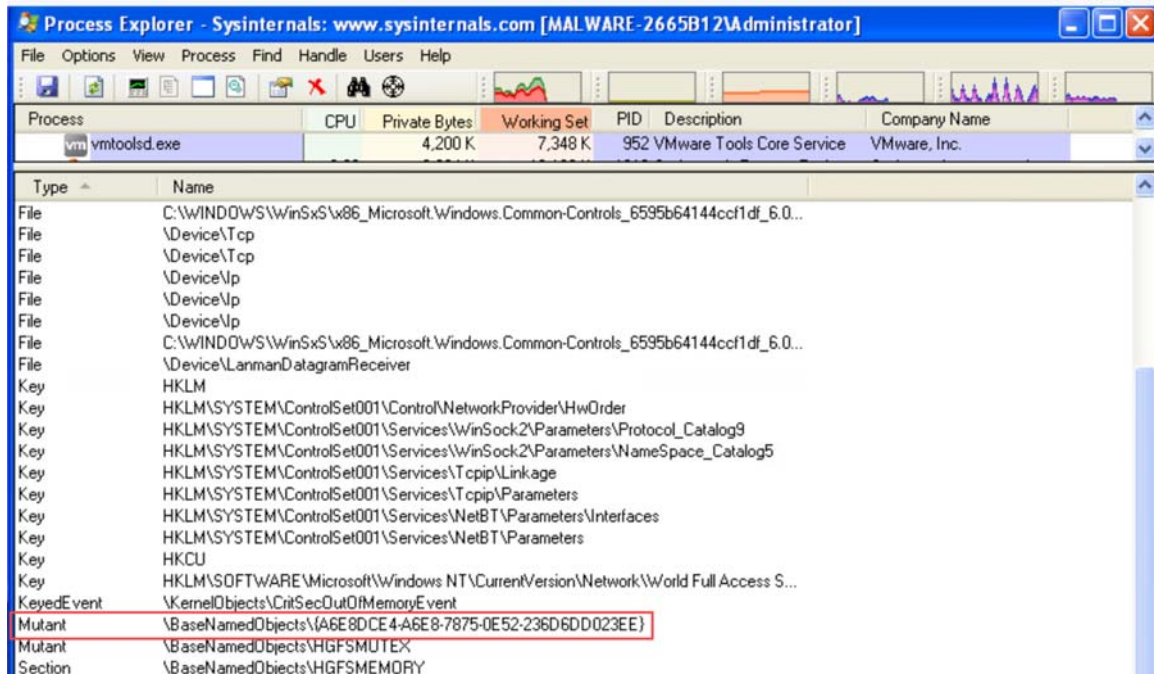 Process Explorer - Sysinternals: www.sysinternals.com [MALWARE-2665B12\Administrator]
File Options View Process Find Handle Users Help
Process CPU Private Bytes Working Set PID Description Company Name
vm vmtoolsd.exe 4,200 K 7,348 K 952 VMware Tools Core Service VMware, Inc.
Type Name
File C:\WINDOWS\WinSxS\x86_Microsoft.Windows.Common-Controls_6595b64144ccf1df_6.0...
File \Device\Tcp
File \Device\Tcp
File \Device\Ip
File \Device\Ip
File \Device\Ip
File C:\WINDOWS\WinSxS\x86_Microsoft.Windows.Common-Controls_6595b64144ccf1df_6.0...
File \Device\LanmanDatagramReceiver
Key HKLM
Key HKLM\SYSTEM\ControlSet001\Control\NetworkProvider\HwOrder
Key HKLM\SYSTEM\ControlSet001\Services\WinSock2\Parameters\Protocol_Catalog9
Key HKLM\SYSTEM\ControlSet001\Services\WinSock2\Parameters\NameSpace_Catalog5
Key HKLM\SYSTEM\ControlSet001\Services\Tcpip\Linkage
Key HKLM\SYSTEM\ControlSet001\Services\Tcpip\Parameters
Key HKLM\SYSTEM\ControlSet001\Services\NetBT\Parameters\Interfaces
Key HKLM\SYSTEM\ControlSet001\Services\NetBT\Parameters
Key HKCU
Key HKLM\SOFTWARE\Microsoft\Windows NT\CurrentVersion\Network\World Full Access S...
KeyedEvent \KernelObjects\CritSecOutOfMemoryEvent
Mutant \BaseNamedObjects\{A6E8DCE4-A6E8-7875-0E52-236D6DD023EE}
Mutant \BaseNamedObjects\HGFSMUTEX
Section \BaseNamedObjects\HGFSMEMORY